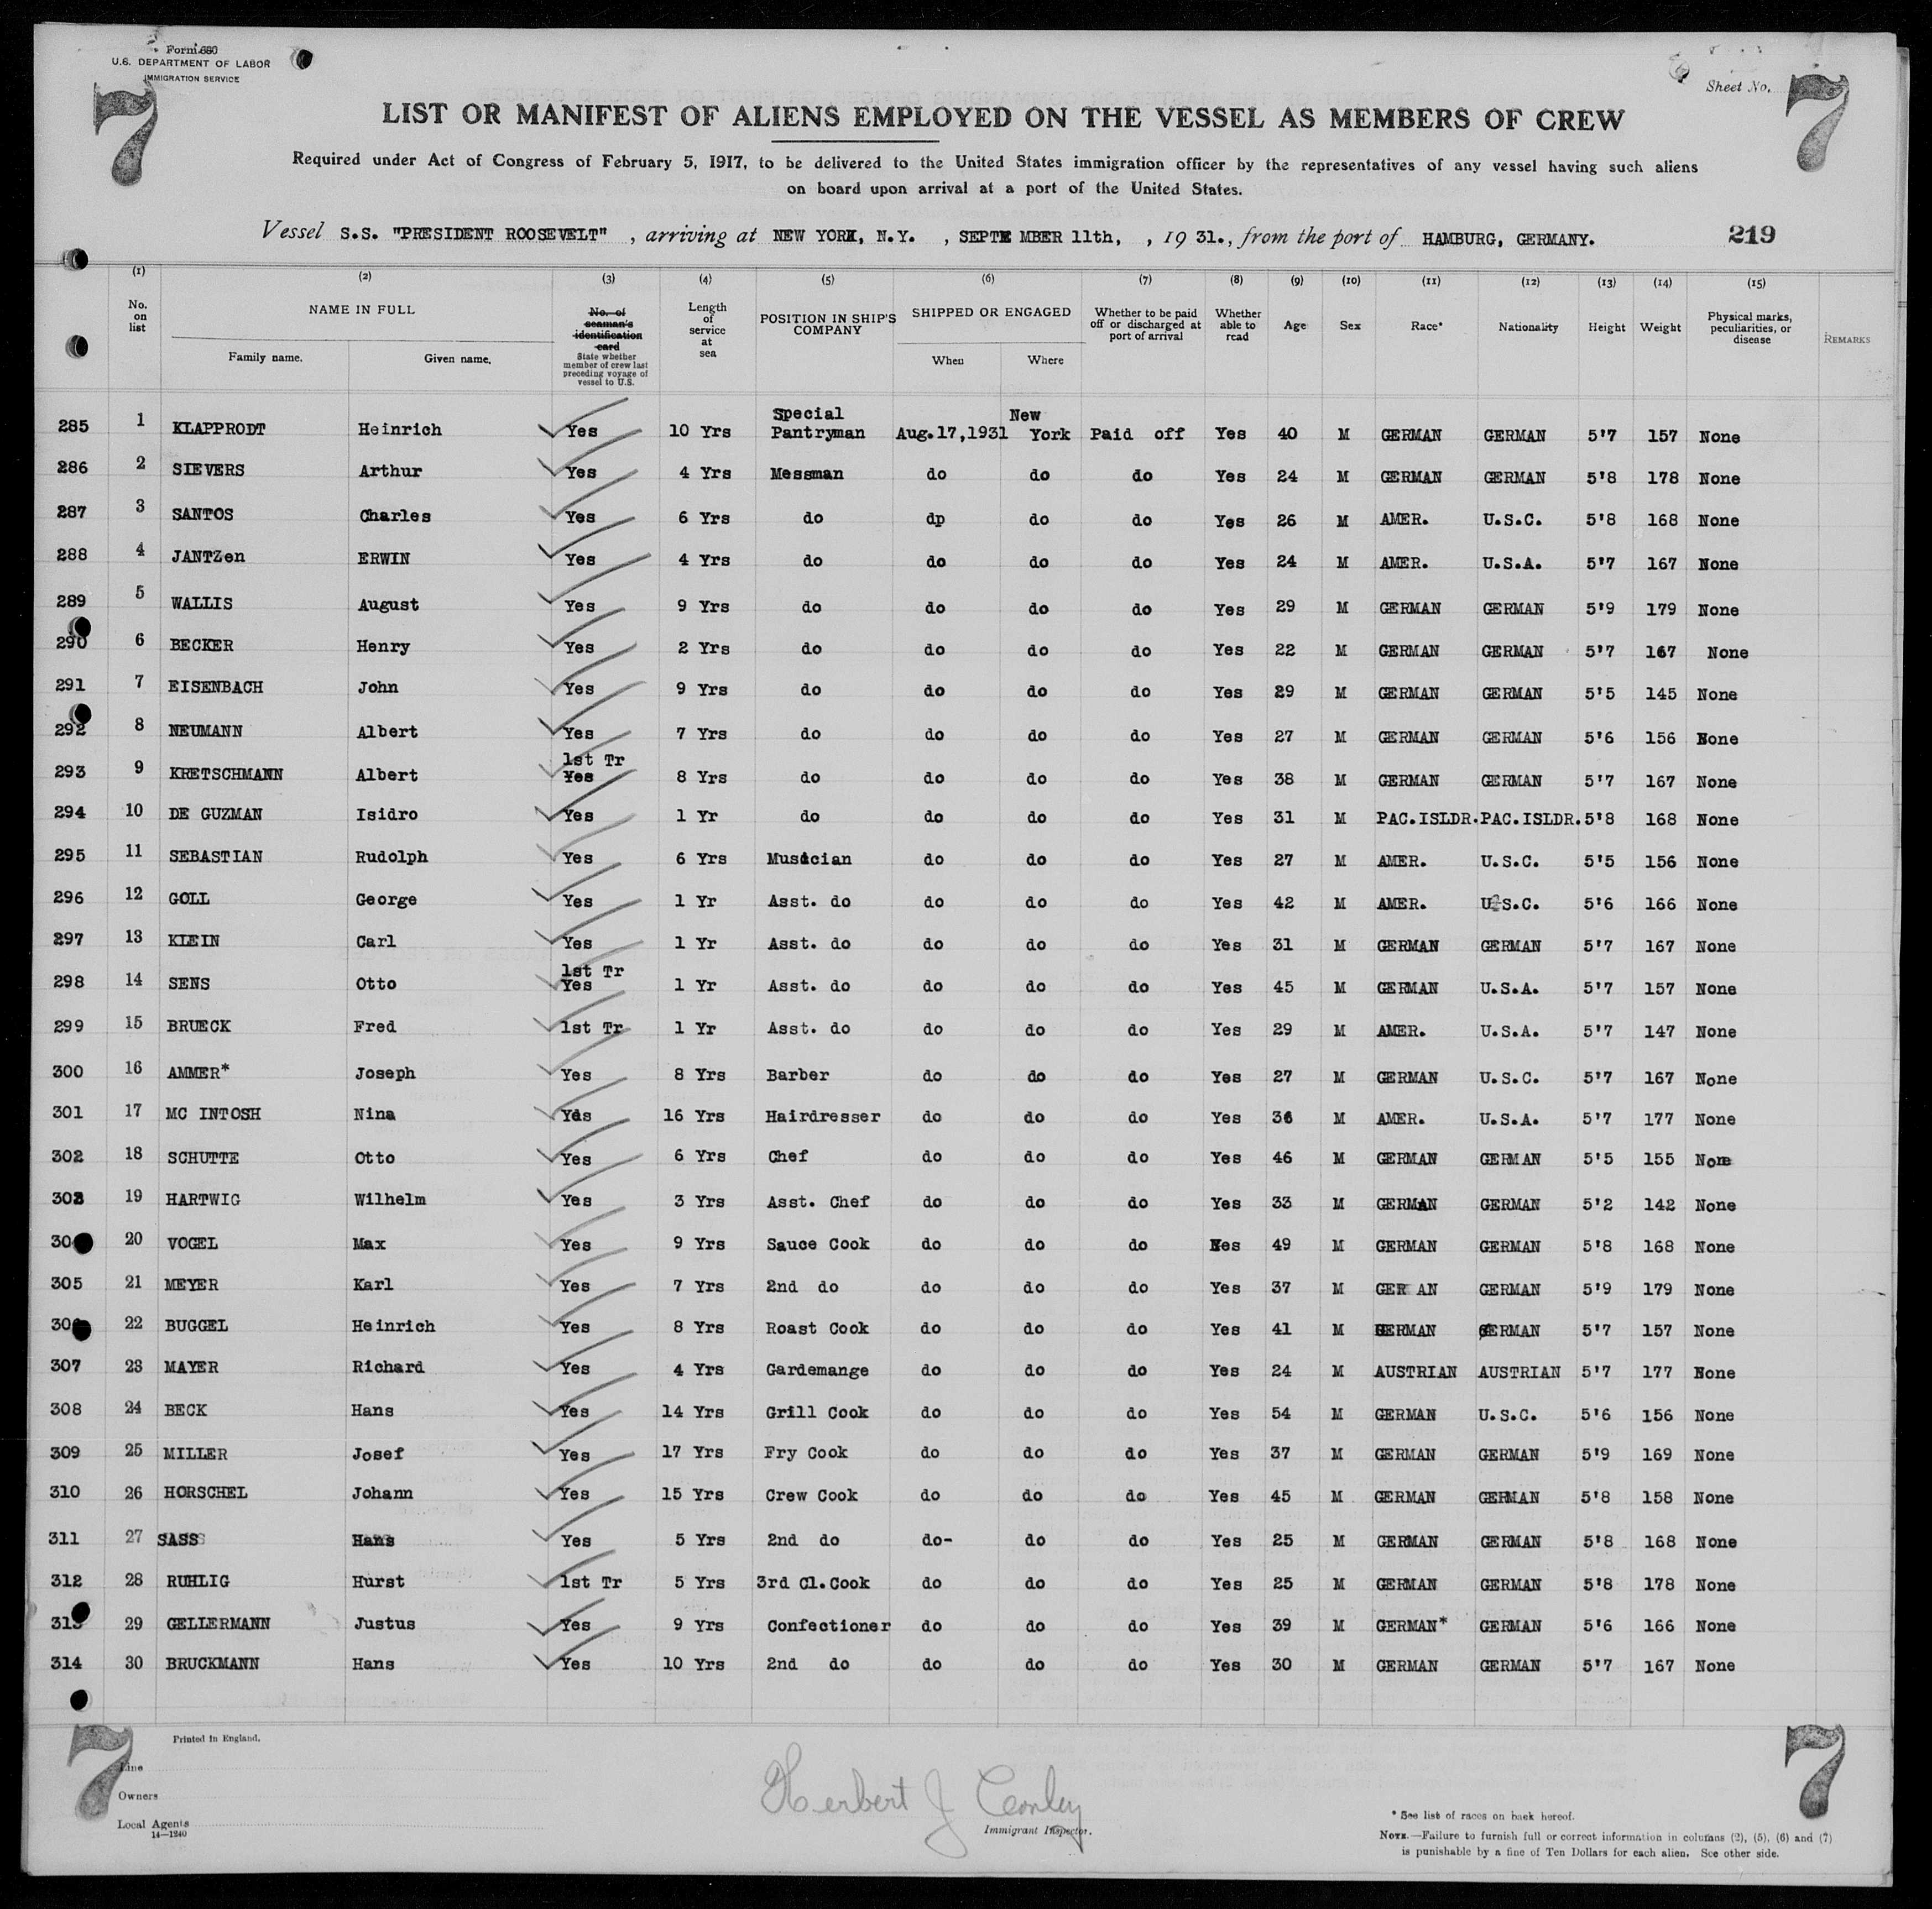 Form 680
U.S. DEPARTMENT OF LABOR
IMMIGRATION SERVICE
7
Sheet No.
7
LIST OR MANIFEST OF ALIENS EMPLOYED ON THE VESSEL AS MEMBERS OF CREW
Required under Act of Congress of February 5, 1917, to be delivered to the United States immigration officer by the representatives of any vessel having such aliens
on board upon arrival at a port of the United States.
Vessel S.S. "PRESIDENT ROOSEVELT" , arriving at NEW YORK, N.Y. , SEPTE MBER 11th, , 19 31., from the port of HAMBURG, GERMANY. 219
(1) (2) (3) (4) (5) (6) (7) (8) (9) (10) (11) (12) (13) (14) (15)
No. on list NAME IN FULL Family name. Given name. No. of seaman's identification card State whether member of crew last preceding voyage of vessel to U.S. Length of service at sea POSITION IN SHIP'S COMPANY SHIPPED OR ENGAGED When Where Whether to be paid off or discharged at port of arrival Whether able to read Age Sex Race* Nationality Height Weight Physical marks, peculiarities, or disease REMARKS
285 1 KLAPPRODT Heinrich Yes 10 Yrs Special Pantryman Aug.17,1931 New York Paid off Yes 40 M GERMAN GERMAN 5'7 157 None
286 2 SIEVERS Arthur Yes 4 Yrs Messman do do do Yes 24 M GERMAN GERMAN 5'8 178 None
287 3 SANTOS Charles Yes 6 Yrs do dp do do Yes 26 M AMER. U.S.C. 5'8 168 None
288 4 JANTZen ERWIN Yes 4 Yrs do do do do Yes 24 M AMER. U.S.A. 5'7 167 None
289 5 WALLIS August Yes 9 Yrs do do do do Yes 29 M GERMAN GERMAN 5'9 179 None
290 6 BECKER Henry Yes 2 Yrs do do do do Yes 22 M GERMAN GERMAN 5'7 167 None
291 7 EISENBACH John Yes 9 Yrs do do do do Yes 29 M GERMAN GERMAN 5'5 145 None
292 8 NEUMANN Albert Yes 7 Yrs do do do do Yes 27 M GERMAN GERMAN 5'6 156 None
293 9 KRETSCHMANN Albert 1st Tr Yes 8 Yrs do do do do Yes 38 M GERMAN GERMAN 5'7 167 None
294 10 DE GUZMAN Isidro Yes 1 Yr do do do do Yes 31 M PAC.ISLDR. PAC.ISLDR. 5'8 168 None
295 11 SEBASTIAN Rudolph Yes 6 Yrs Musician do do do Yes 27 M AMER. U.S.C. 5'5 156 None
296 12 GOLL George Yes 1 Yr Asst. do do do do Yes 42 M AMER. U.S.C. 5'6 166 None
297 13 KLEIN Carl Yes 1 Yr Asst. do do do do Yes 31 M GERMAN GERMAN 5'7 167 None
298 14 SENS Otto 1st Tr Yes 1 Yr Asst. do do do do Yes 45 M GERMAN U.S.A. 5'7 157 None
299 15 BRUECK Fred 1st Tr 1 Yr Asst. do do do do Yes 29 M AMER. U.S.A. 5'7 147 None
300 16 AMMER* Joseph Yes 8 Yrs Barber do do do Yes 27 M GERMAN U.S.C. 5'7 167 None
301 17 MC INTOSH Nina Yes 16 Yrs Hairdresser do do do Yes 36 M AMER. U.S.A. 5'7 177 None
302 18 SCHUTTE Otto Yes 6 Yrs Chef do do do Yes 46 M GERMAN GERMAN 5'5 155 None
303 19 HARTWIG Wilhelm Yes 3 Yrs Asst. Chef do do do Yes 33 M GERMAN GERMAN 5'2 142 None
30 20 VOGEL Max Yes 9 Yrs Sauce Cook do do do Yes 49 M GERMAN GERMAN 5'8 168 None
305 21 MEYER Karl Yes 7 Yrs 2nd do do do do Yes 37 M GER AN GERMAN 5'9 179 None
30 22 BUGGEL Heinrich Yes 8 Yrs Roast Cook do do do Yes 41 M GERMAN GERMAN 5'7 157 None
307 23 MAYER Richard Yes 4 Yrs Gardemange do do do Yes 24 M AUSTRIAN AUSTRIAN 5'7 177 None
308 24 BECK Hans Yes 14 Yrs Grill Cook do do do Yes 54 M GERMAN U.S.C. 5'6 156 None
309 25 MILLER Josef Yes 17 Yrs Fry Cook do do do Yes 37 M GERMAN GERMAN 5'9 169 None
310 26 HORSCHEL Johann Yes 15 Yrs Crew Cook do do do Yes 45 M GERMAN GERMAN 5'8 158 None
311 27 SASS Hans Yes 5 Yrs 2nd do do- do do Yes 25 M GERMAN GERMAN 5'8 168 None
312 28 RUHLIG Hurst 1st Tr 5 Yrs 3rd Cl.Cook do do do Yes 25 M GERMAN GERMAN 5'8 178 None
313 29 GELLERMANN Justus Yes 9 Yrs Confectioner do do do Yes 39 M GERMAN* GERMAN 5'6 166 None
314 30 BRUCKMANN Hans Yes 10 Yrs 2nd do do do do Yes 30 M GERMAN GERMAN 5'7 167 None
7
Printed in England.
Line
Owners
Local Agents
14—1240
Herbert J Conley
Immigrant Inspector.
7
* See list of races on back hereof.
NOTE.—Failure to furnish full or correct information in columns (2), (5), (6) and (7)
is punishable by a fine of Ten Dollars for each alien. See other side.